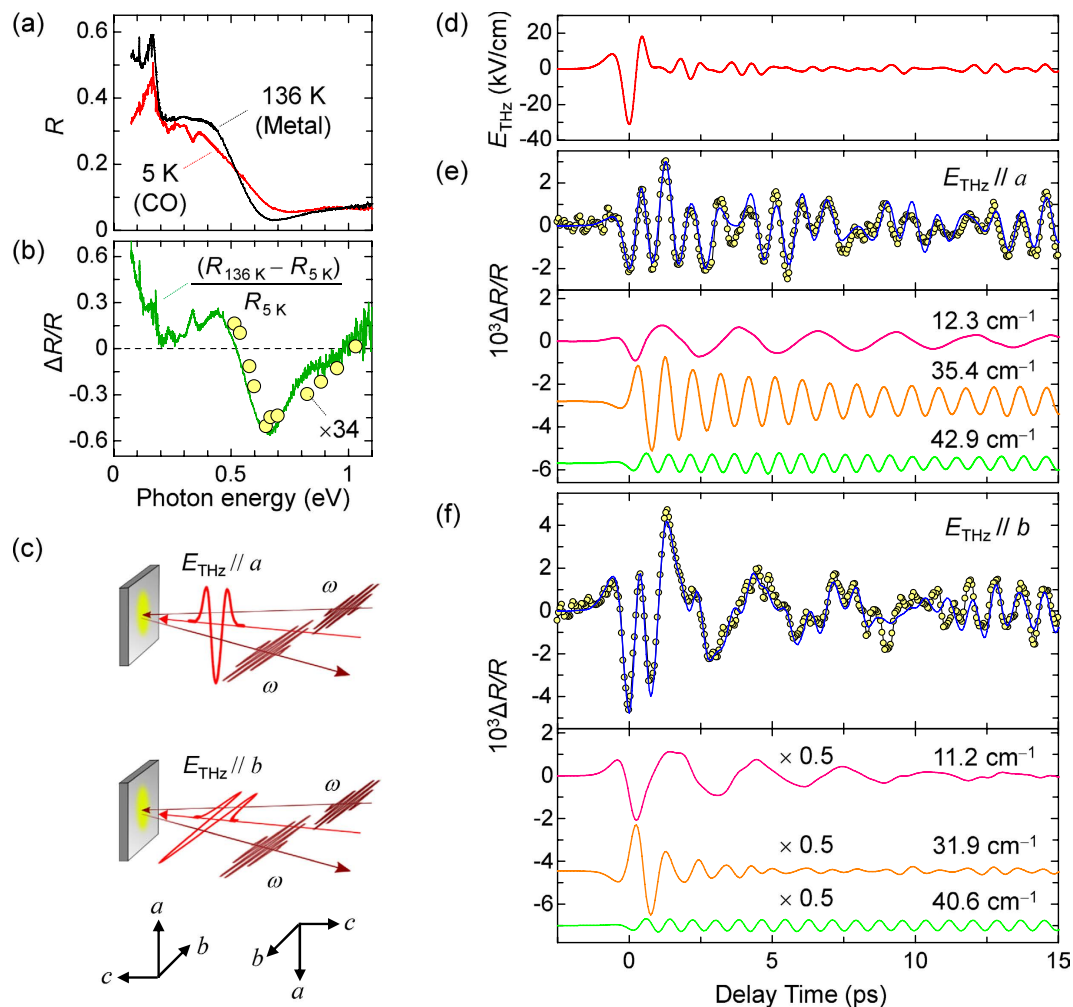 (a)
R
0.6
0.4
0.2
0
136 K
(Metal)
5 K
(CO)
(b)
ΔR/R
0.6
0.3
0
-0.3
-0.6
(R136 K − R5 K)
R5 K
×34
0
0.5
1
Photon energy (eV)
(c)
ETHz // a
ω
ω
ETHz // b
ω
ω
a
b
c
c
b
a
(d)
ETHz (kV/cm)
20
0
-20
-40
(e)
ETHz // a
2
0
-2
10³ΔR/R
2
0
-2
-4
-6
12.3 cm⁻¹
35.4 cm⁻¹
42.9 cm⁻¹
(f)
ETHz // b
4
2
0
-2
-4
10³ΔR/R
2
0
-2
-4
-6
× 0.5
11.2 cm⁻¹
× 0.5
31.9 cm⁻¹
× 0.5
40.6 cm⁻¹
0
5
10
15
Delay Time (ps)